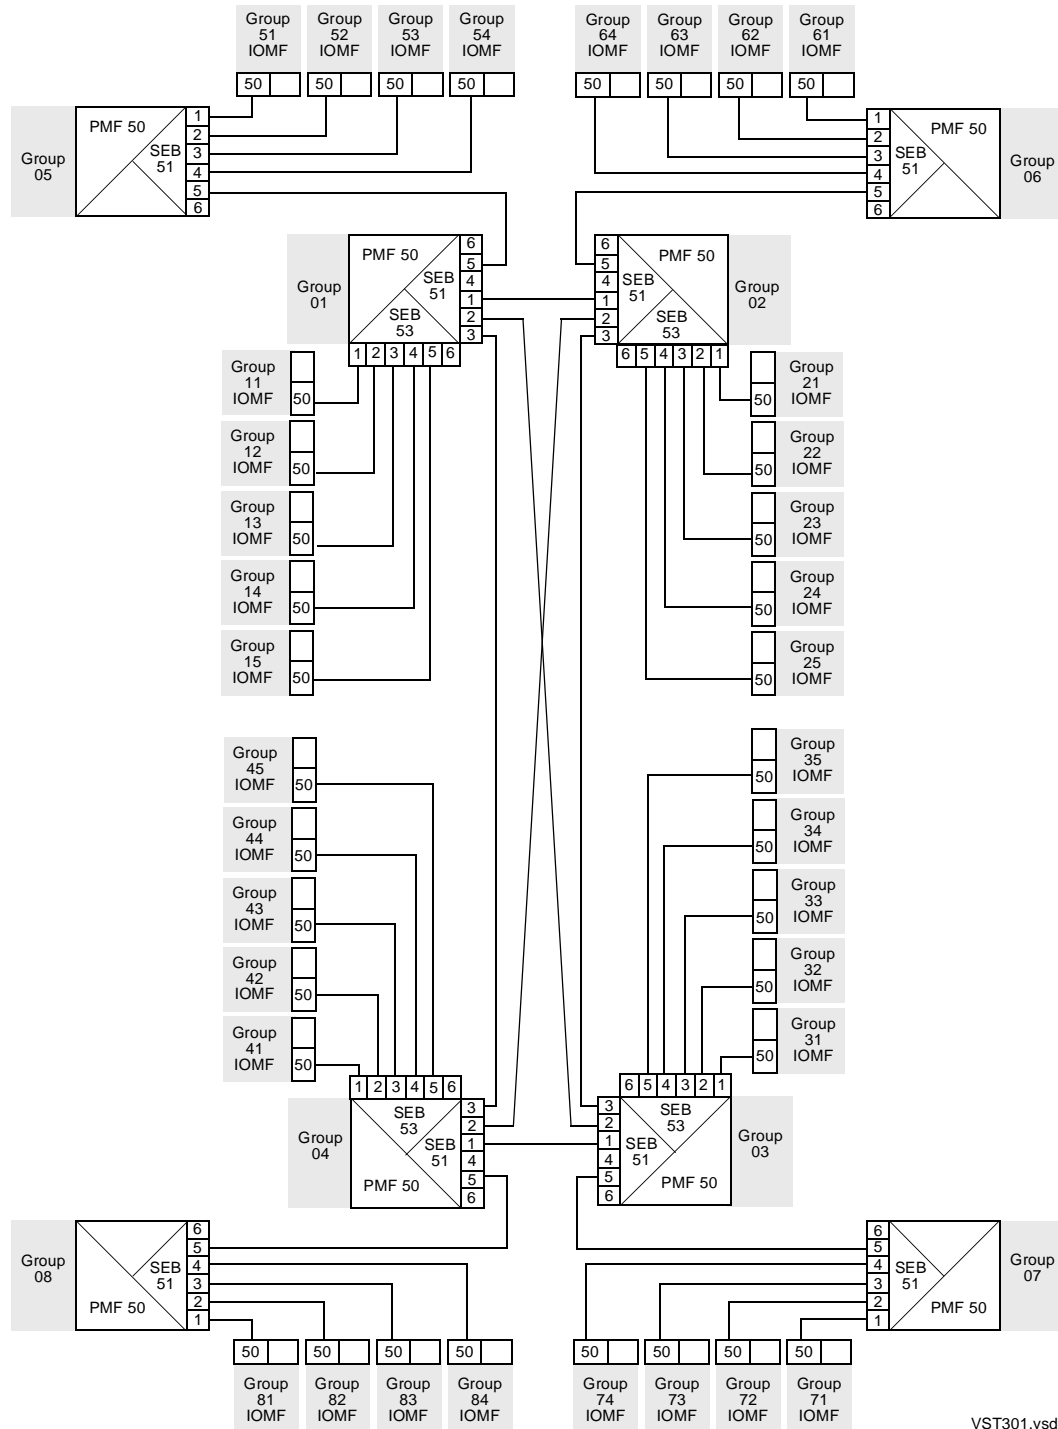 Group 51 IOMF
Group 52 IOMF
Group 53 IOMF
Group 54 IOMF
Group 64 IOMF
Group 63 IOMF
Group 62 IOMF
Group 61 IOMF
50
50
50
50
50
50
50
50
Group 05
PMF 50
SEB 51
1
2
3
4
5
6
1
2
3
4
5
6
SEB 51
PMF 50
Group 06
Group 01
PMF 50
SEB 51
SEB 53
6
5
4
1
2
3
1 2 3 4 5 6
6
5
4
1
2
3
PMF 50
SEB 51
SEB 53
6 5 4 3 2 1
Group 02
Group 11 IOMF
50
Group 12 IOMF
50
Group 13 IOMF
50
Group 14 IOMF
50
Group 15 IOMF
50
50
Group 21 IOMF
50
Group 22 IOMF
50
Group 23 IOMF
50
Group 24 IOMF
50
Group 25 IOMF
Group 45 IOMF
50
Group 44 IOMF
50
Group 43 IOMF
50
Group 42 IOMF
50
Group 41 IOMF
50
50
Group 35 IOMF
50
Group 34 IOMF
50
Group 33 IOMF
50
Group 32 IOMF
50
Group 31 IOMF
1 2 3 4 5 6
Group 04
SEB 53
SEB 51
PMF 50
3
2
1
4
5
6
6 5 4 3 2 1
3
2
1
4
5
6
SEB 53
SEB 51
PMF 50
Group 03
Group 08
SEB 51
PMF 50
6
5
4
3
2
1
6
5
4
3
2
1
SEB 51
PMF 50
Group 07
50
50
50
50
50
50
50
50
Group 81 IOMF
Group 82 IOMF
Group 83 IOMF
Group 84 IOMF
Group 74 IOMF
Group 73 IOMF
Group 72 IOMF
Group 71 IOMF
VST301.vsd